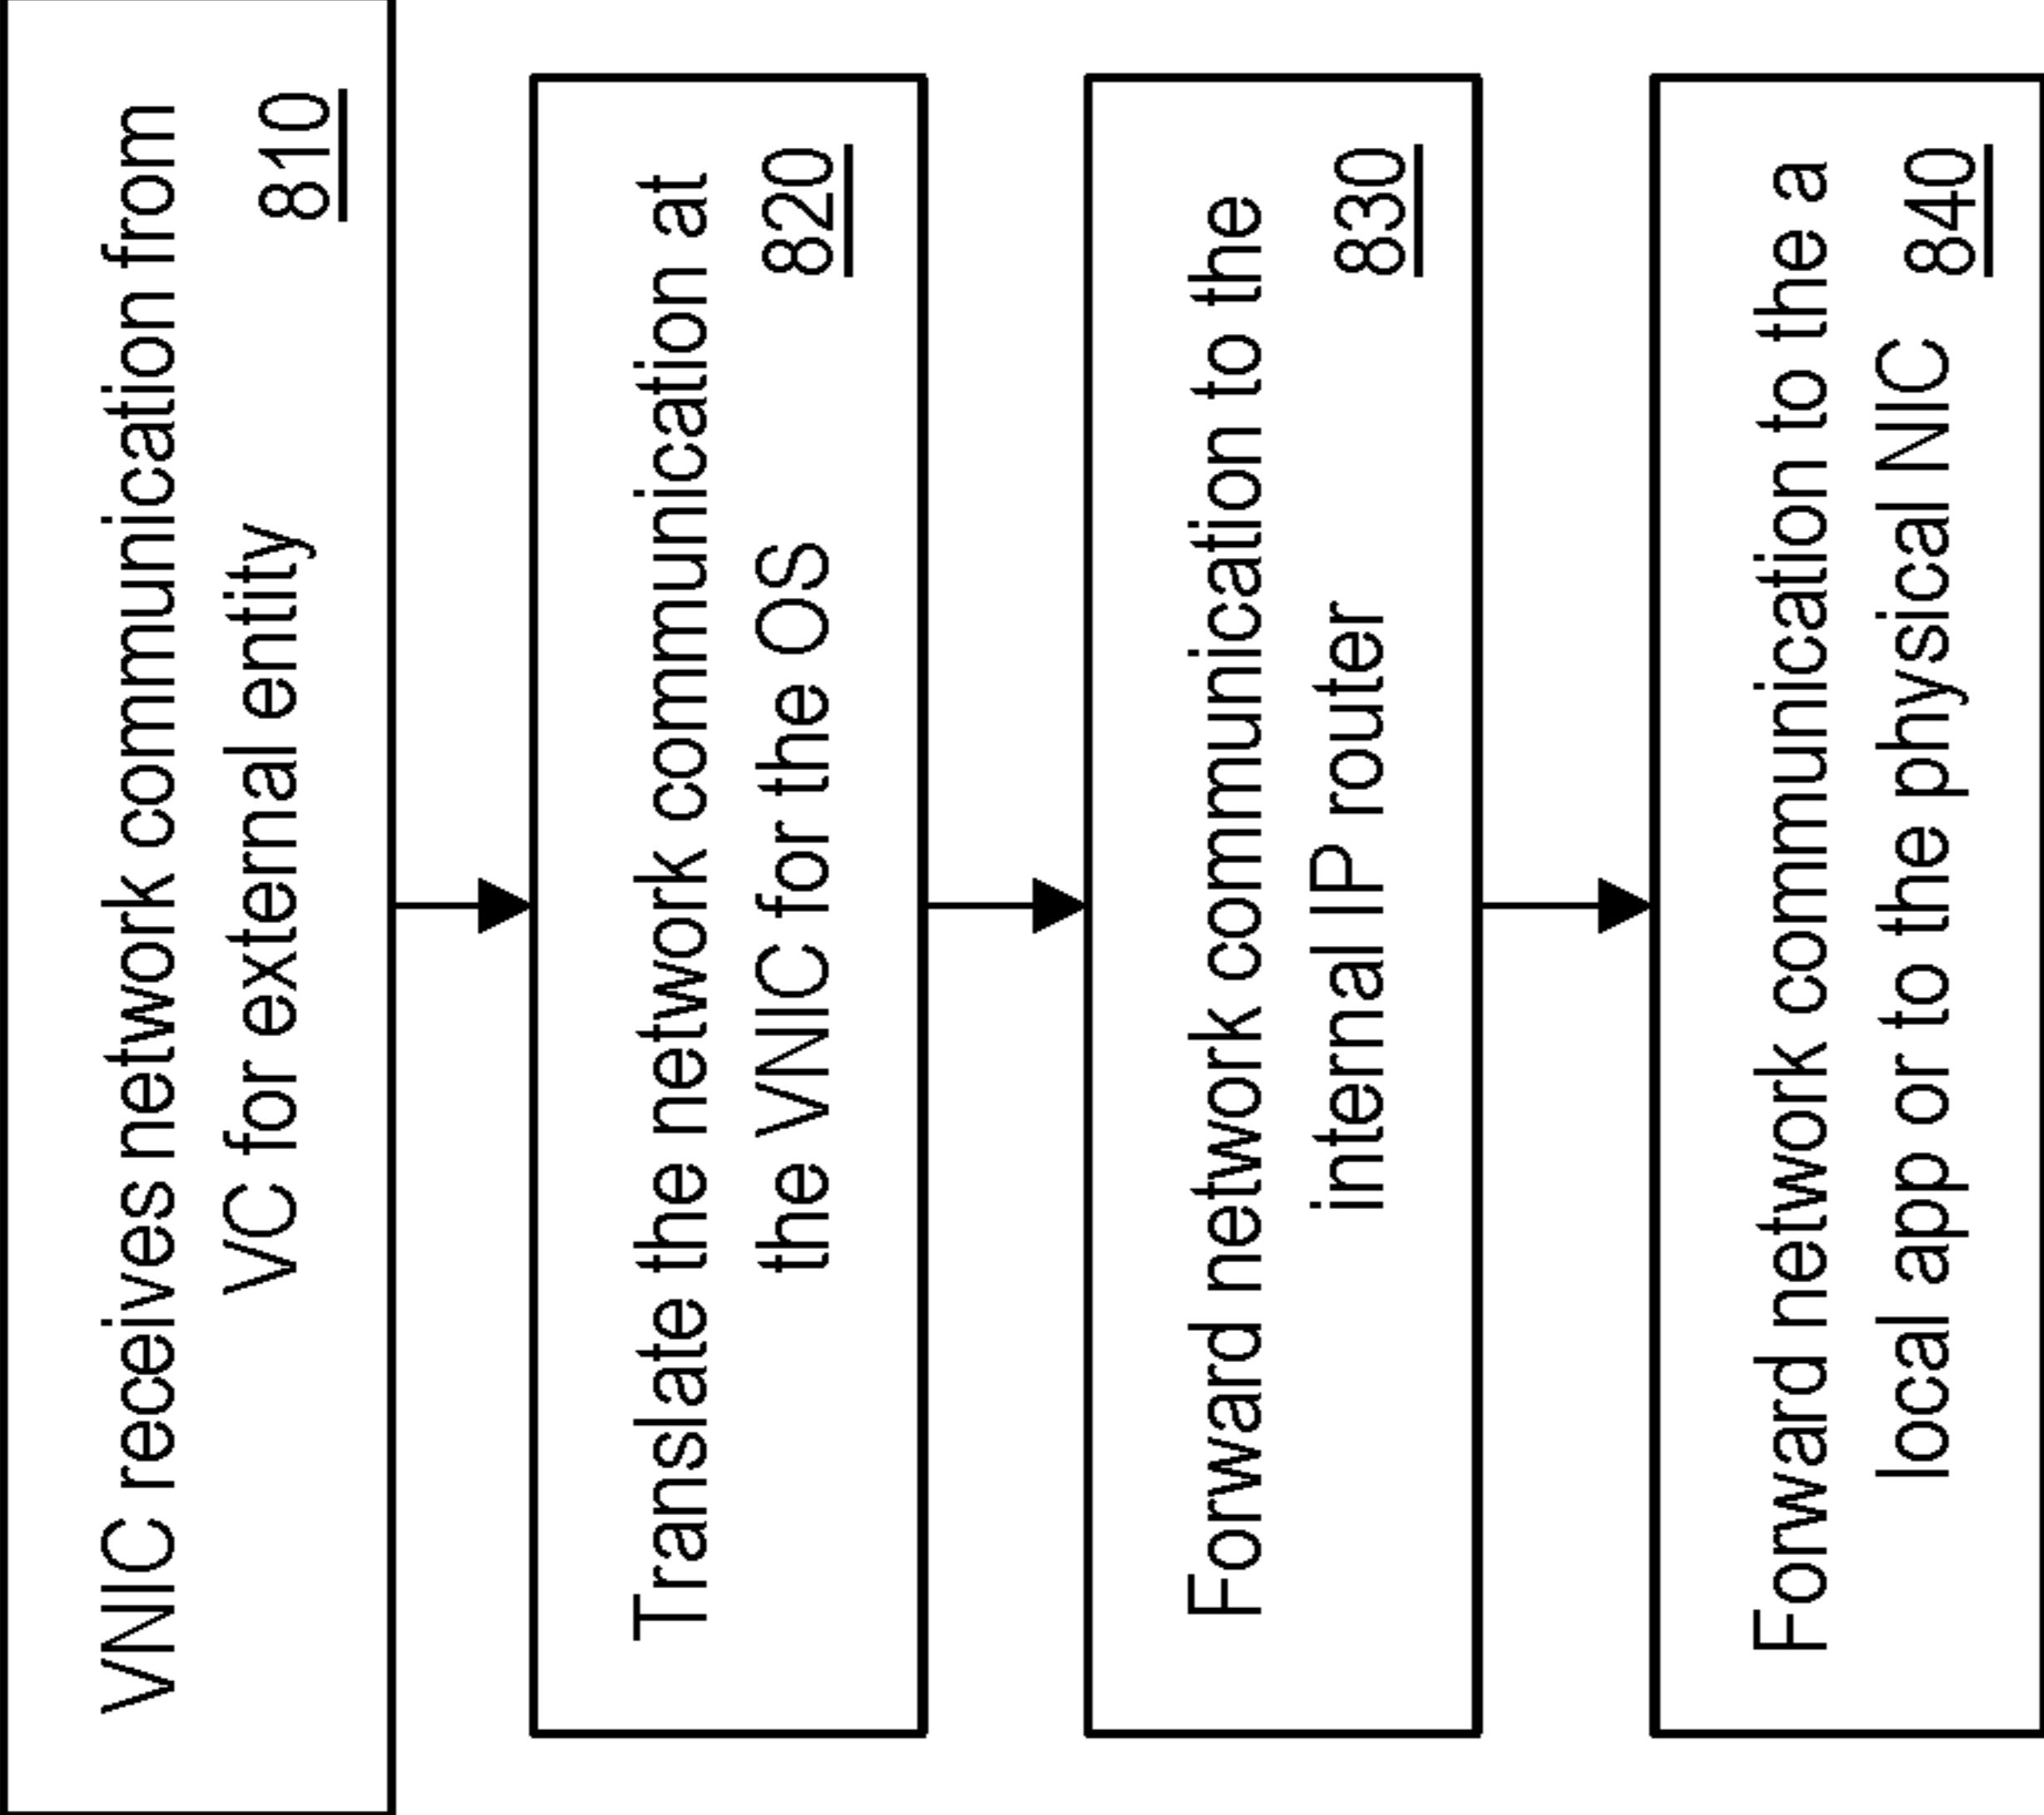 VNIC receives network communication from
VC for external entity
810
Translate the network communication at
the VNIC for the OS
820
Forward network communication to the
internal IP router
830
Forward network communication to the a
local app or to the physical NIC
840